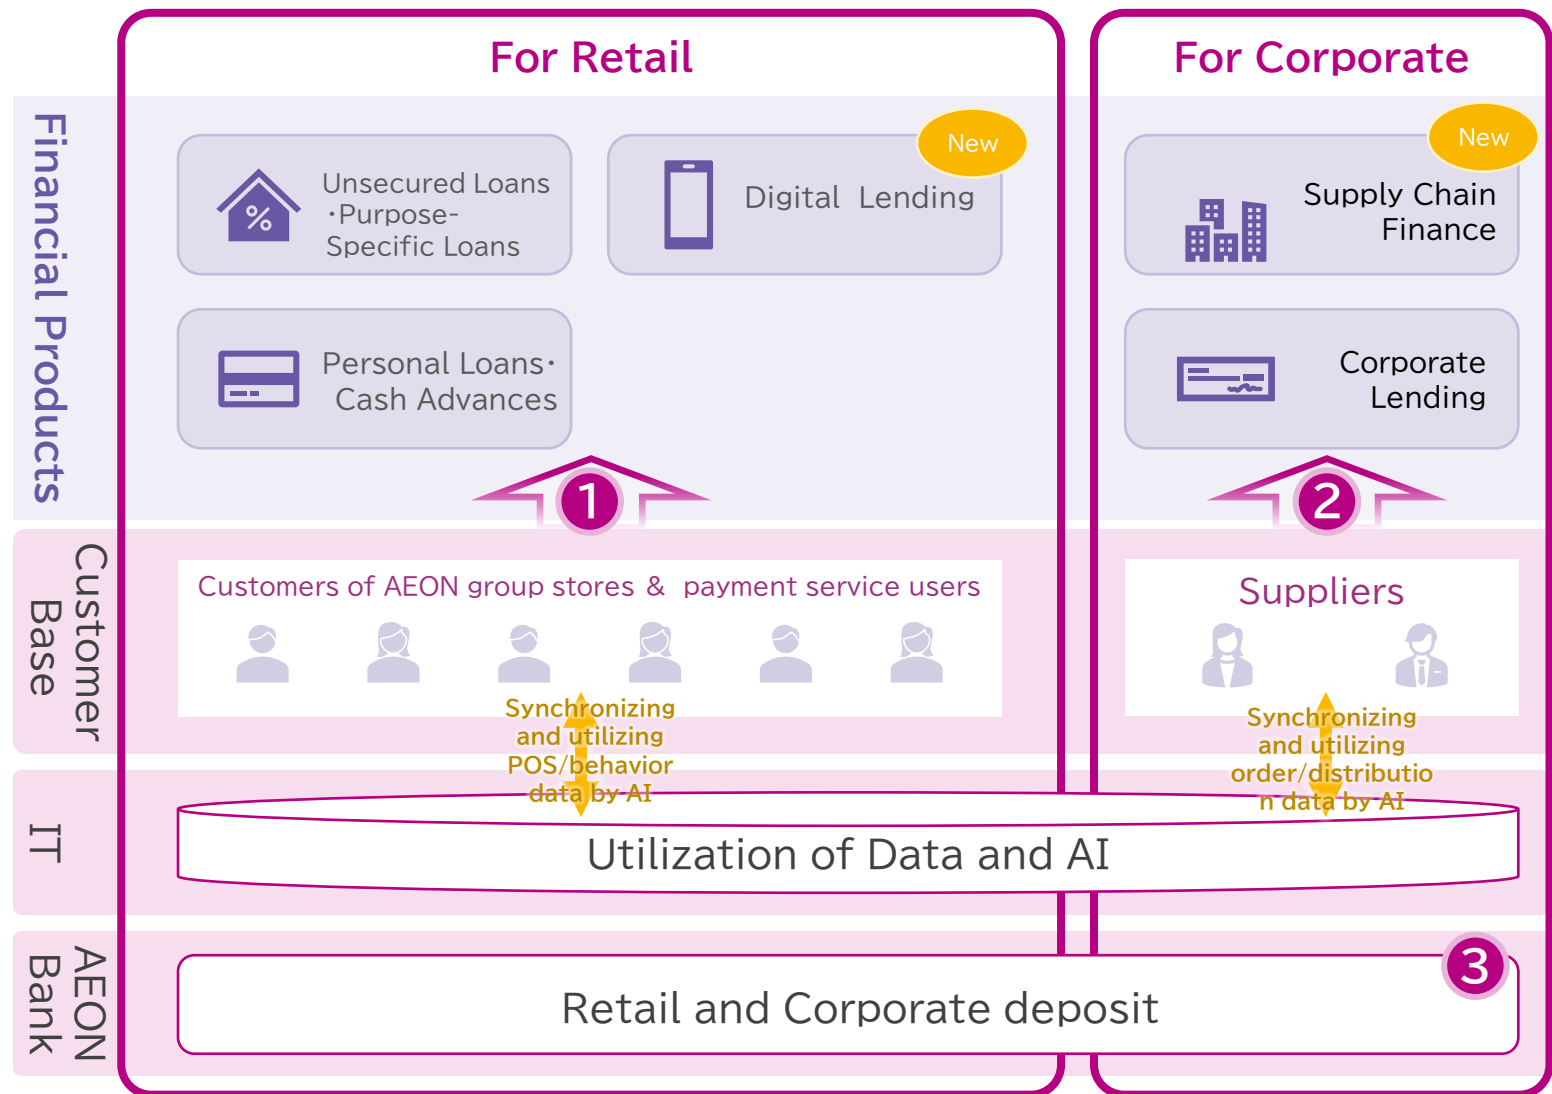 For Retail
For Corporate
Financial Products
Unsecured Loans
・Purpose-
Specific Loans
New
Digital Lending
New
Supply Chain
Finance
Personal Loans・
Cash Advances
Corporate
Lending
1
2
Customer
Base
Customers of AEON group stores & payment service users
Suppliers
Synchronizing
and utilizing
POS/behavior
data by AI
Synchronizing
and utilizing
order/distributio
n data by AI
IT
Utilization of Data and AI
AEON
Bank
3
Retail and Corporate deposit